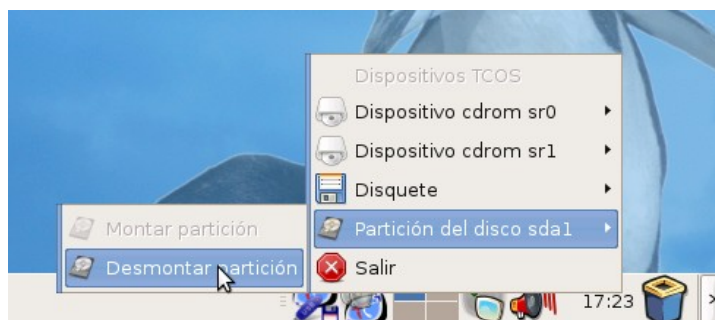 Dispositivos TCOS
Dispositivo cdrom sr0
Dispositivo cdrom sr1
Disquete
Partición del disco sda1
Salir
Montar partición
Desmontar partición
17:23